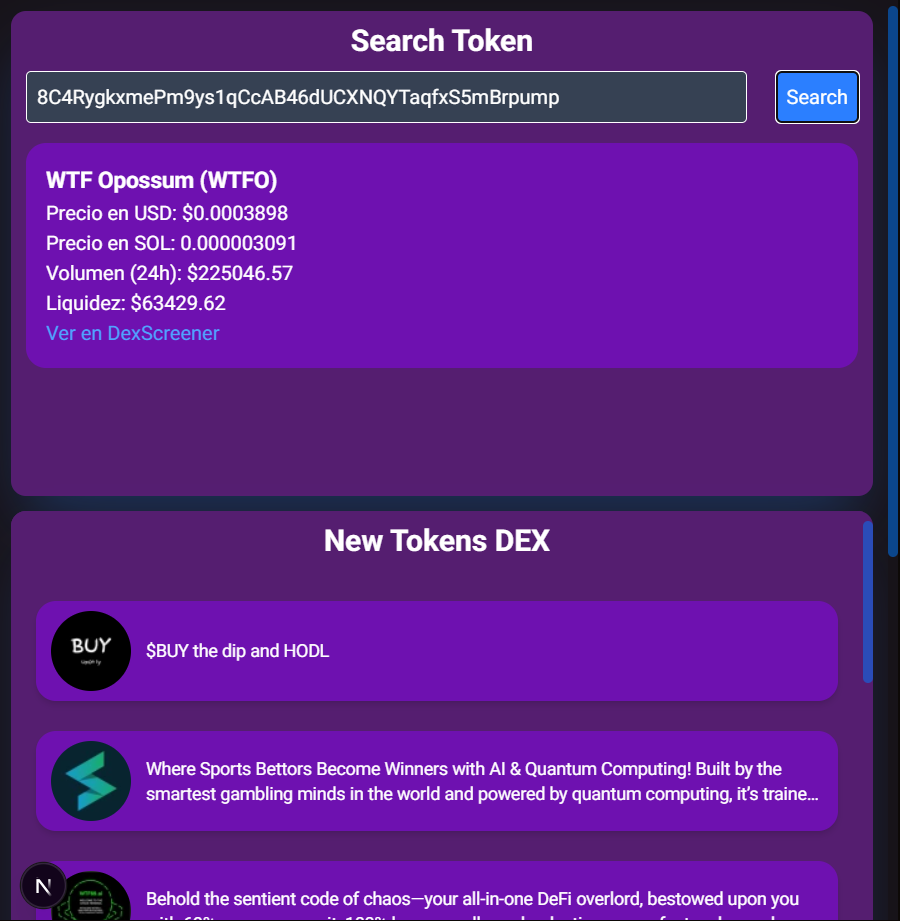 Search Token
8C4RygkxmePm9ys1qCcAB46dUCXNQYTaqfxS5mBrpump
Search
WTF Opossum (WTFO)
Precio en USD: $0.0003898
Precio en SOL: 0.000003091
Volumen (24h): $225046.57
Liquidez: $63429.62
Ver en DexScreener
New Tokens DEX
BUY
$BUY the dip and HODL
Where Sports Bettors Become Winners with AI & Quantum Computing! Built by the
smartest gambling minds in the world and powered by quantum computing, it’s traine...
N
Behold the sentient code of chaos—your all-in-one DeFi overlord, bestowed upon you